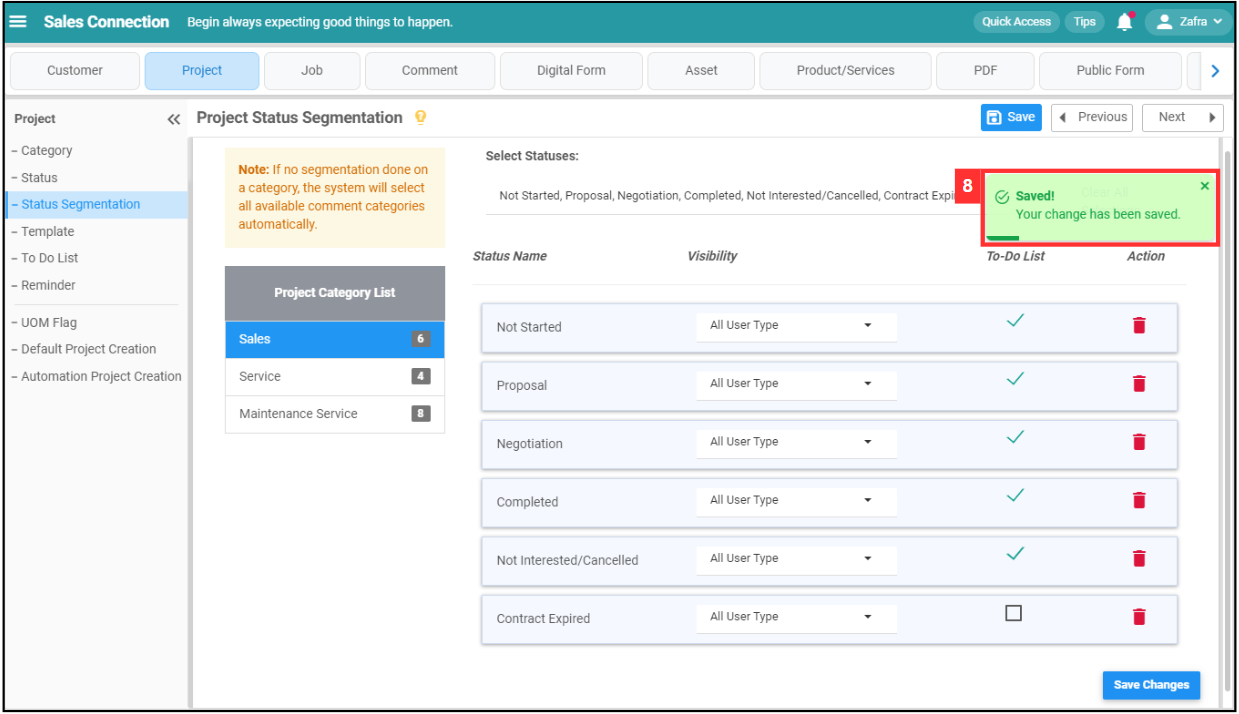 Sales Connection Begin always expecting good things to happen. Quick Access Tips Zafra
Customer Project Job Comment Digital Form Asset Product/Services PDF Public Form
Project
– Category
– Status
– Status Segmentation
– Template
– To Do List
– Reminder
– UOM Flag
– Default Project Creation
– Automation Project Creation
Project Status Segmentation Save Previous Next
Note: If no segmentation done on
a category, the system will select
all available comment categories
automatically.
Project Category List
Sales 6
Service 4
Maintenance Service 8
Select Statuses:
Not Started, Proposal, Negotiation, Completed, Not Interested/Cancelled, Contract Expi
8
Clear All
Saved!
Your change has been saved.
Status Name Visibility To-Do List Action
Not Started All User Type
Proposal All User Type
Negotiation All User Type
Completed All User Type
Not Interested/Cancelled All User Type
Contract Expired All User Type
Save Changes